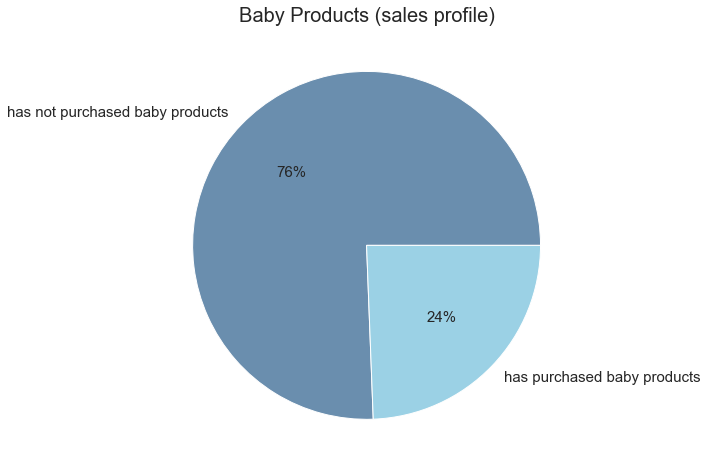 Baby Products (sales profile)
has not purchased baby products
76%
24%
has purchased baby products